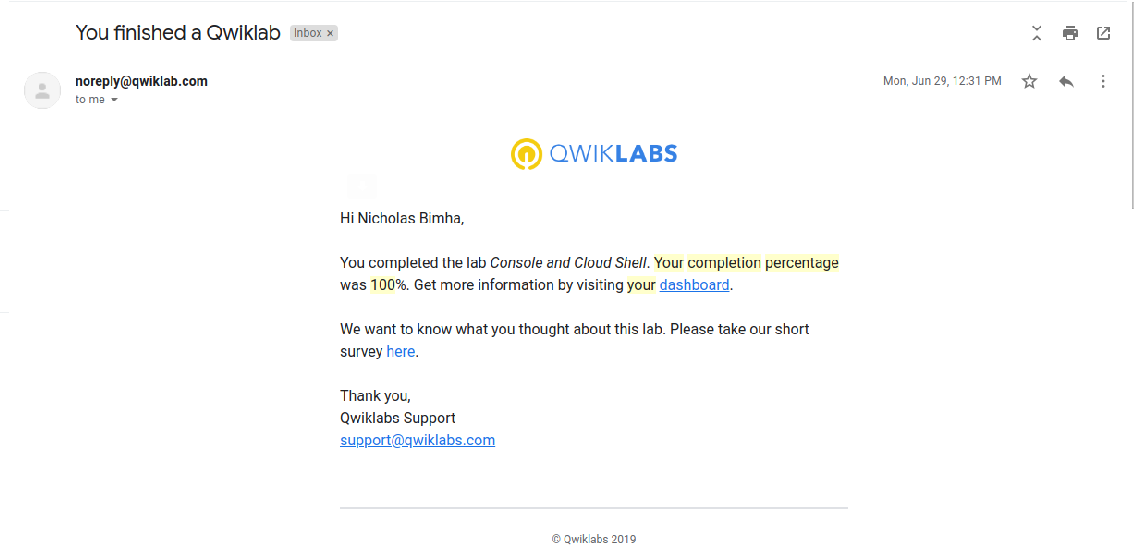 You finished a Qwiklab Inbox ×
noreply@qwiklab.com Mon, Jun 29, 12:31 PM
to me
QWIKLABS
Hi Nicholas Bimha,
You completed the lab Console and Cloud Shell. Your completion percentage
was 100%. Get more information by visiting your dashboard.
We want to know what you thought about this lab. Please take our short
survey here.
Thank you,
Qwiklabs Support
support@qwiklabs.com
© Qwiklabs 2019